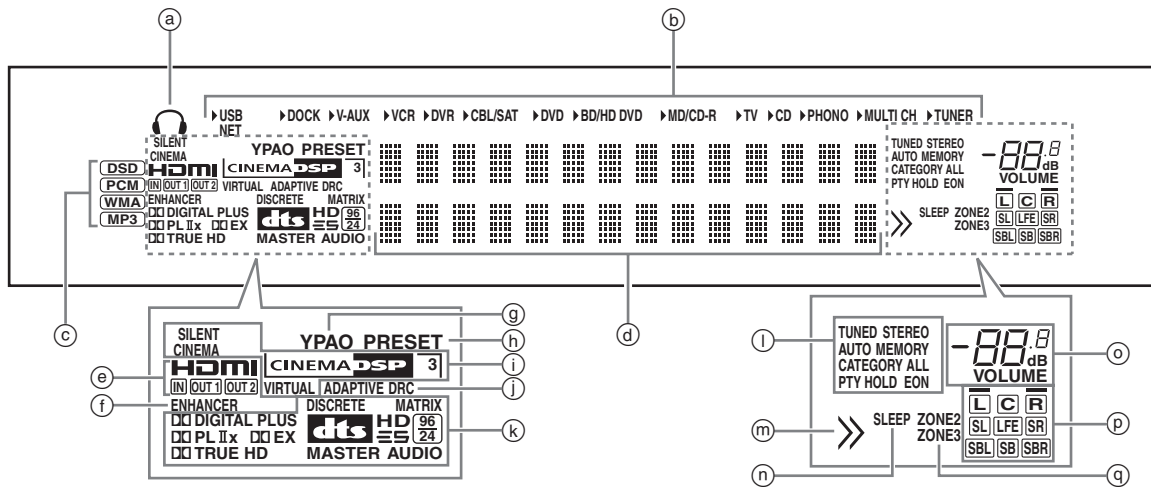 a
b
▶USB ▶DOCK ▶V-AUX ▶VCR ▶DVR ▶CBL/SAT ▶DVD ▶BD/HD DVD ▶MD/CD-R ▶TV ▶CD ▶PHONO ▶MULTI CH ▶TUNER
NET
SILENT
CINEMA
YPAO PRESET
HDMI
CINEMA DSP 3
IN OUT 1 OUT 2
VIRTUAL ADAPTIVE DRC
ENHANCER DISCRETE MATRIX
DIGITAL PLUS
dts HD 96
24
PL IIx EX
ES
TRUE HD MASTER AUDIO
DSD
PCM
WMA
MP3
TUNED STEREO
AUTO MEMORY
CATEGORY ALL
PTY HOLD EON
-88.8
dB
VOLUME
L C R
SL LFE SR
SBL SB SBR
SLEEP ZONE2
ZONE3
c
d
g
h
i
j
k
e
f
SILENT
CINEMA
YPAO PRESET
HDMI
CINEMA DSP 3
IN OUT 1 OUT 2
VIRTUAL ADAPTIVE DRC
ENHANCER DISCRETE MATRIX
DIGITAL PLUS
dts HD 96
24
PL IIx EX
ES
TRUE HD MASTER AUDIO
l
TUNED STEREO
AUTO MEMORY
CATEGORY ALL
PTY HOLD EON
-88.8
dB
VOLUME
o
L C R
SL LFE SR
SBL SB SBR
p
m
SLEEP ZONE2
ZONE3
n
q